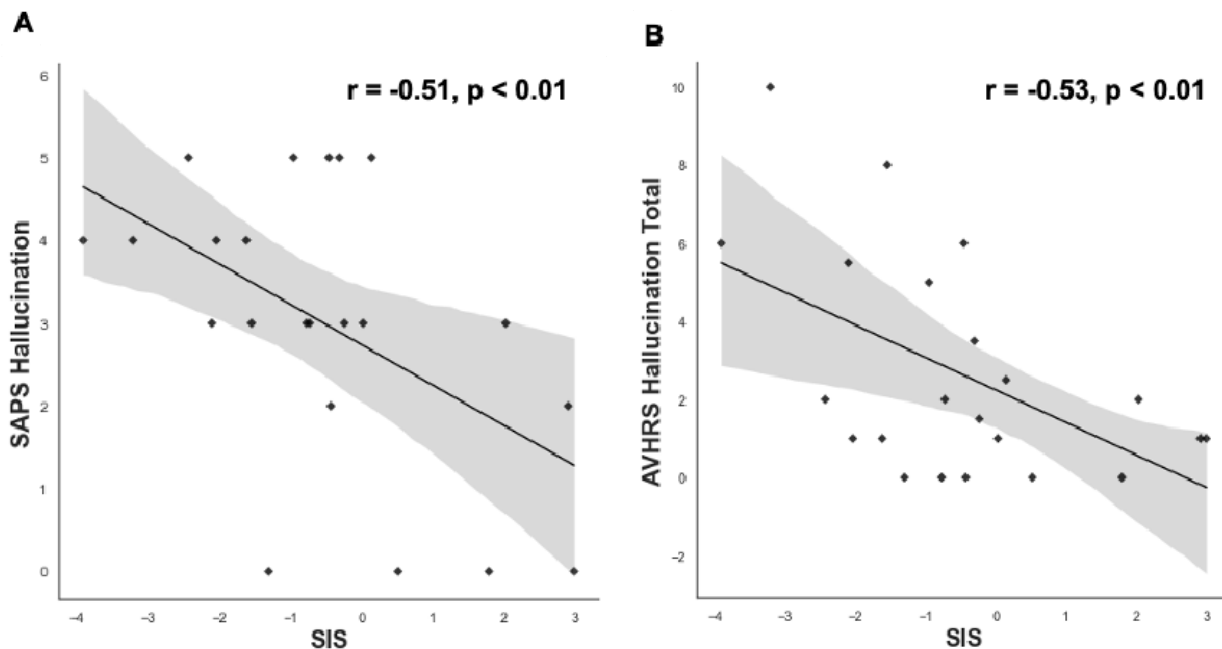 A
r = -0.51, p < 0.01
SAPS Hallucination
6
5
4
3
2
1
0
−4 −3 −2 −1 0 1 2 3
SIS
B
r = -0.53, p < 0.01
AVHRS Hallucination Total
10
8
6
4
2
0
−2
−4 −3 −2 −1 0 1 2 3
SIS